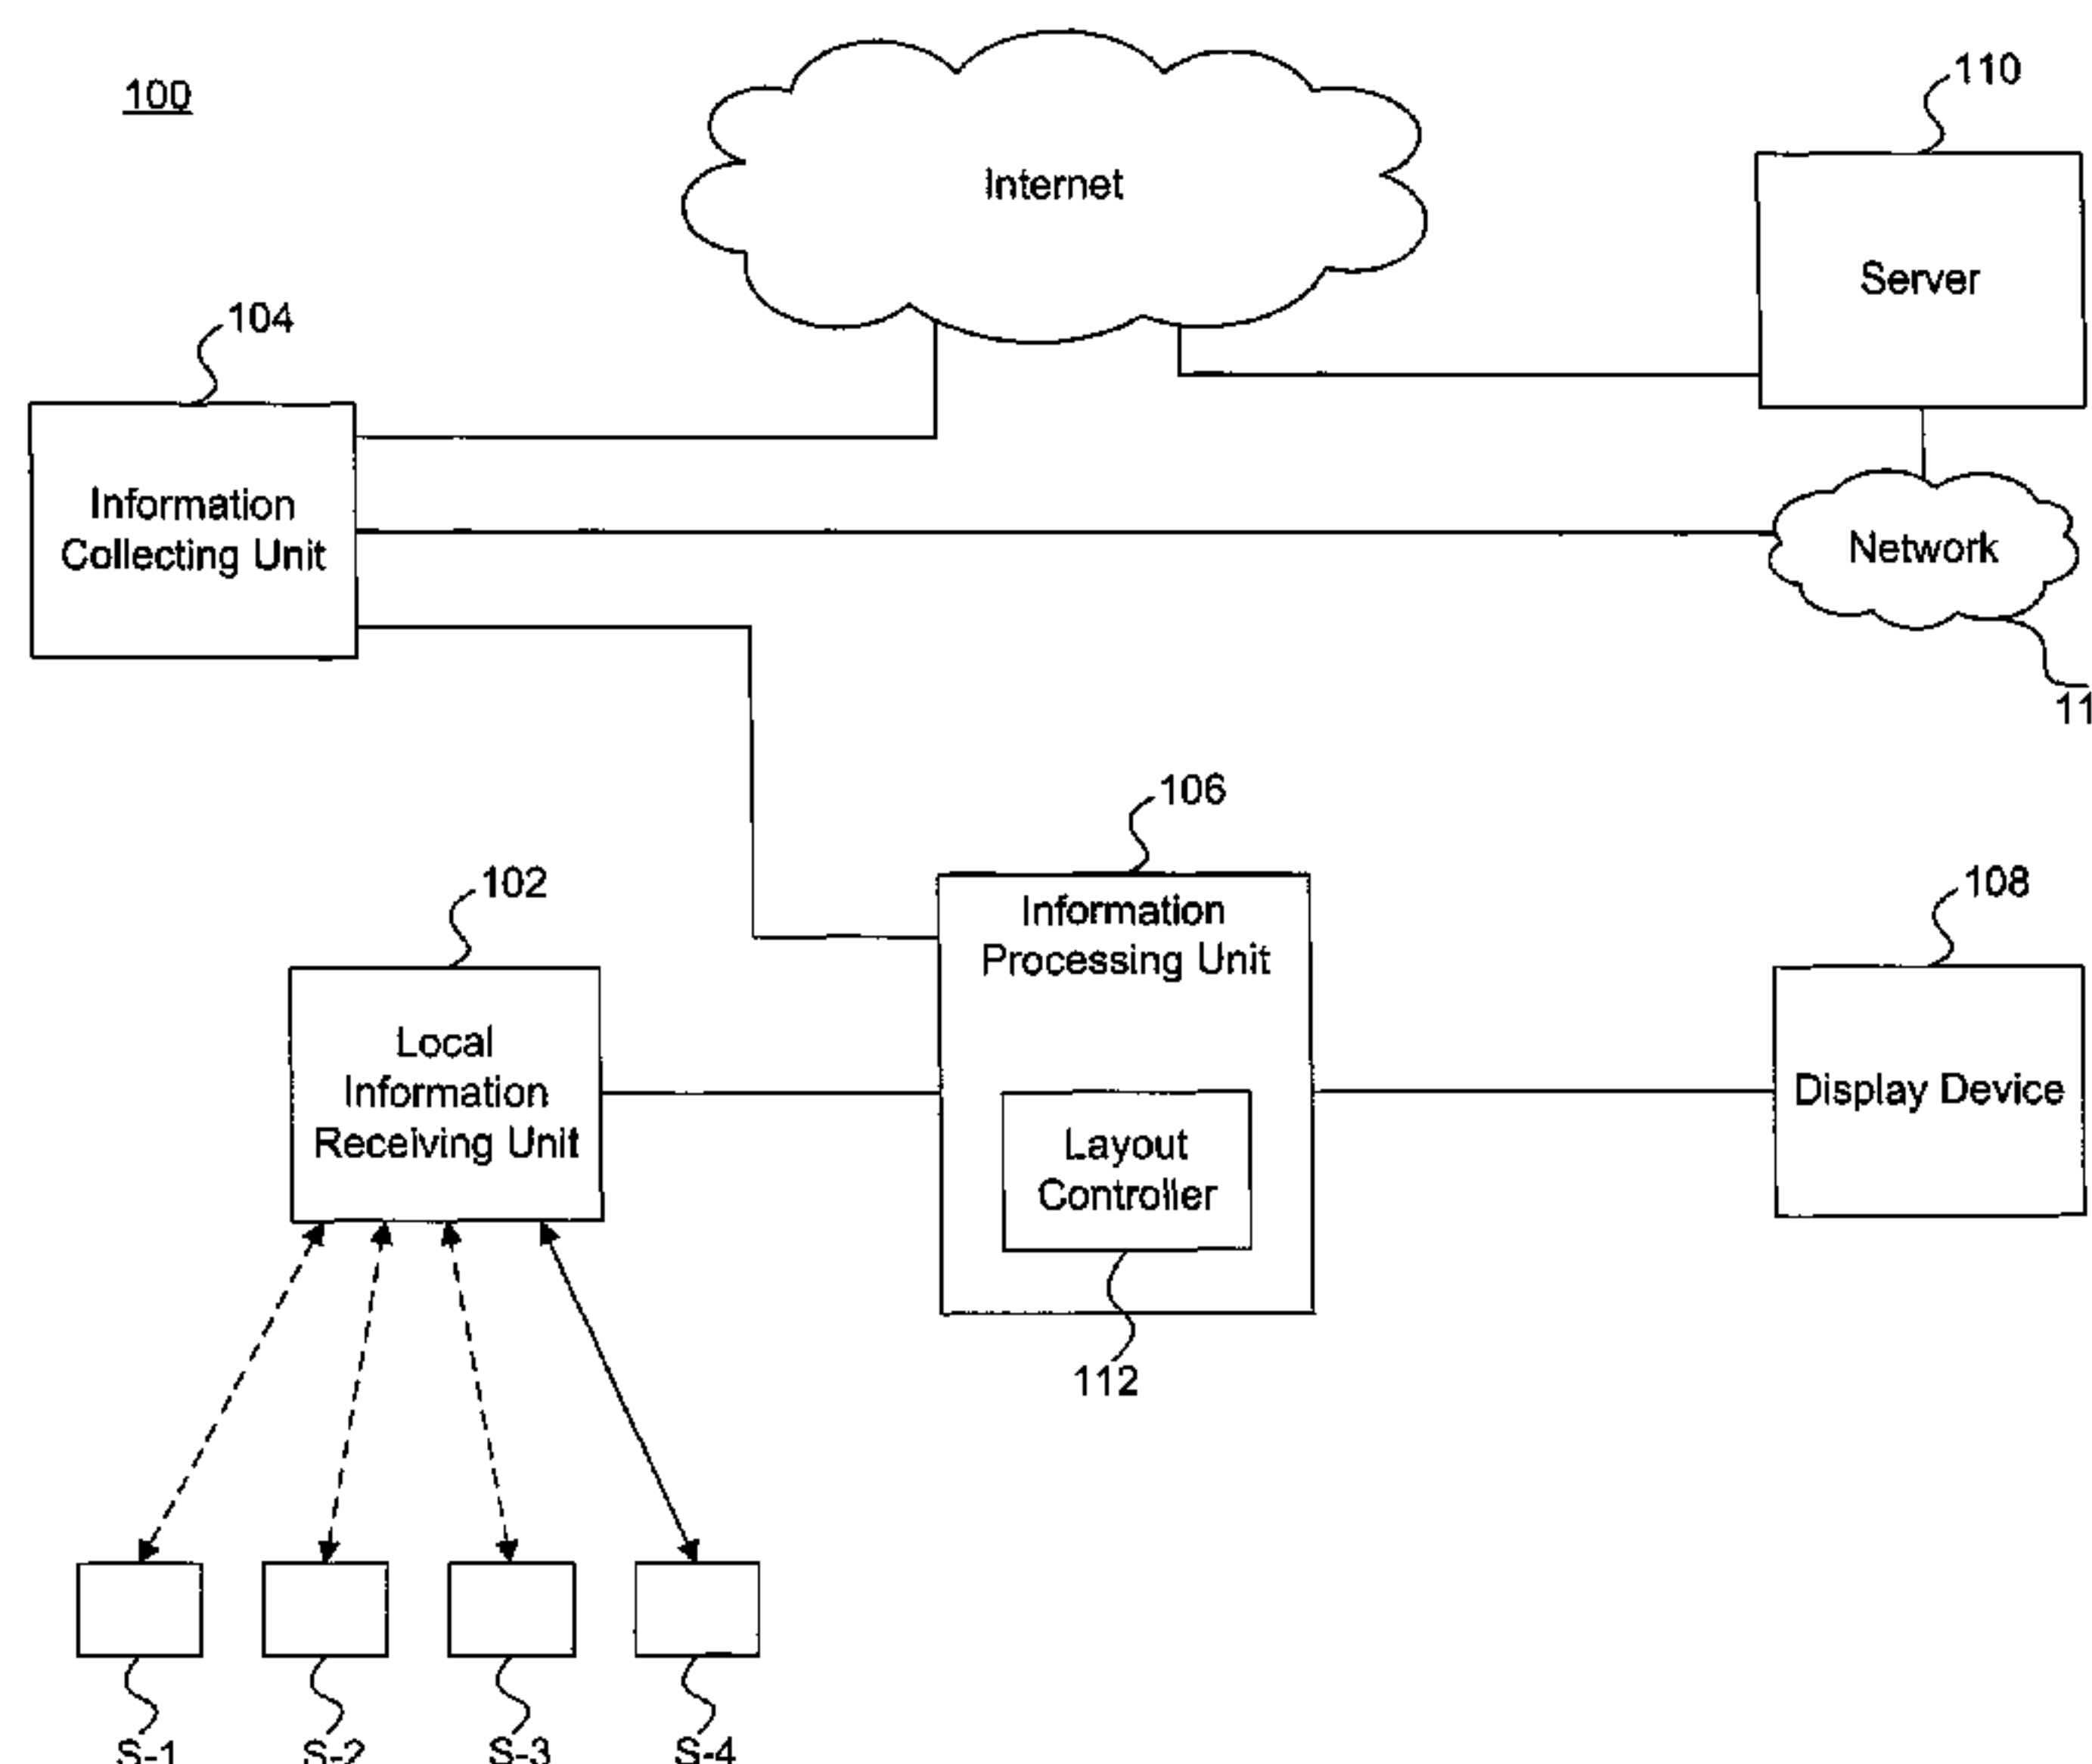 100
Internet
110
Server
104
Information
Collecting Unit
Network
11
106
Information
Processing Unit
102
Local
Information
Receiving Unit
108
Display Device
Layout
Controller
112
S-1
S-2
S-3
S-4